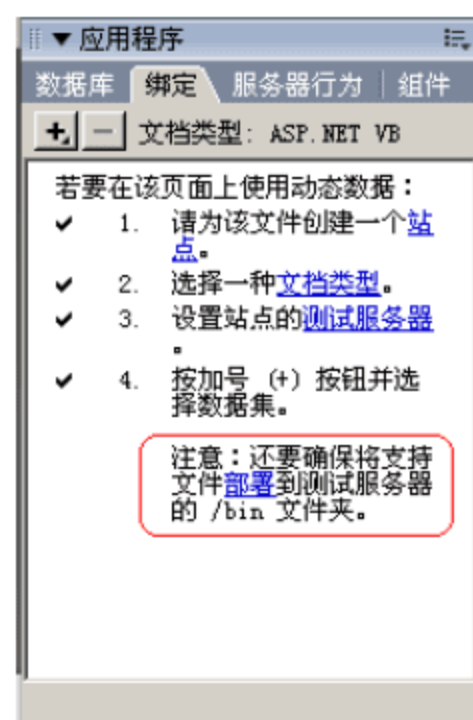 ▼ 应用程序
数据库 绑定 服务器行为 组件
+ - 文档类型: ASP.NET VB
若要在该页面上使用动态数据:
✔ 1. 请为该文件创建一个站
点。
✔ 2. 选择一种文档类型。
✔ 3. 设置站点的测试服务器
。
✔ 4. 按加号 (+) 按钮并选
择数据集。
注意:还要确保将支持
文件部署到测试服务器
的 /bin 文件夹。